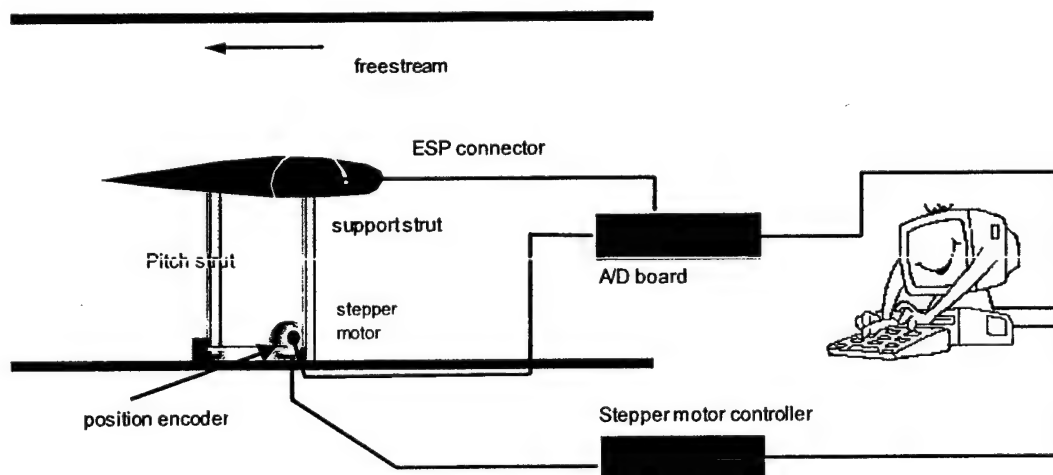 freestream
ESP connector
support strut
Pitch strut
A/D board
stepper
motor
position encoder
Stepper motor controller